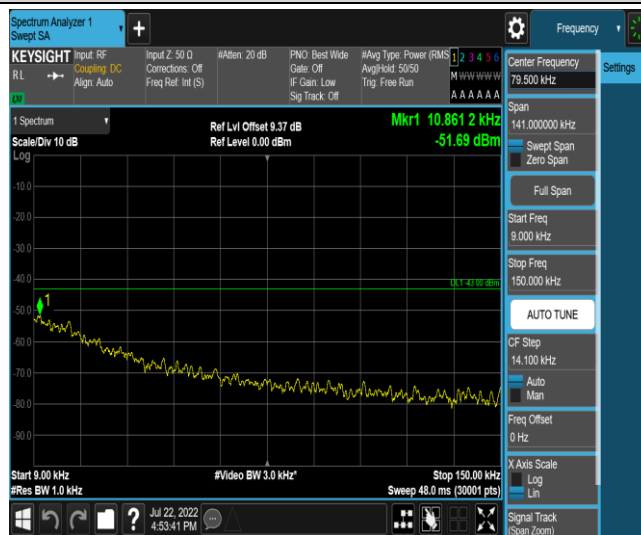 Spectrum Analyzer 1
Swept SA
+
Frequency
KEYSIGHT
RL
Input: RF
Coupling: DC
Align: Auto
Input Z: 50 Ω
Corrections: Off
Freq Ref: Int (S)
#Atten: 20 dB
PNO: Best Wide
Gate: Off
IF Gain: Low
Sig Track: Off
#Avg Type: Power (RMS
Avg|Hold: 50/50
Trig: Free Run
1 2 3 4 5 6
M W W W W W
A A A A A A
1 Spectrum
Scale/Div 10 dB
Log
Ref Lvl Offset 9.37 dB
Ref Level 0.00 dBm
Mkr1 10.861 2 kHz
-51.69 dBm
-10.0
-20.0
-30.0
-40.0
-50.0
-60.0
-70.0
-80.0
-90.0
DL1 -43.00 dBm
1
Start 9.00 kHz
#Res BW 1.0 kHz
#Video BW 3.0 kHz*
Stop 150.00 kHz
Sweep 48.0 ms (30001 pts)
Jul 22, 2022
4:53:41 PM
Center Frequency
79.500 kHz
Settings
Span
141.000000 kHz
Swept Span
Zero Span
Full Span
Start Freq
9.000 kHz
Stop Freq
150.000 kHz
AUTO TUNE
CF Step
14.100 kHz
Auto
Man
Freq Offset
0 Hz
X Axis Scale
Log
Lin
Signal Track
(Span Zoom)